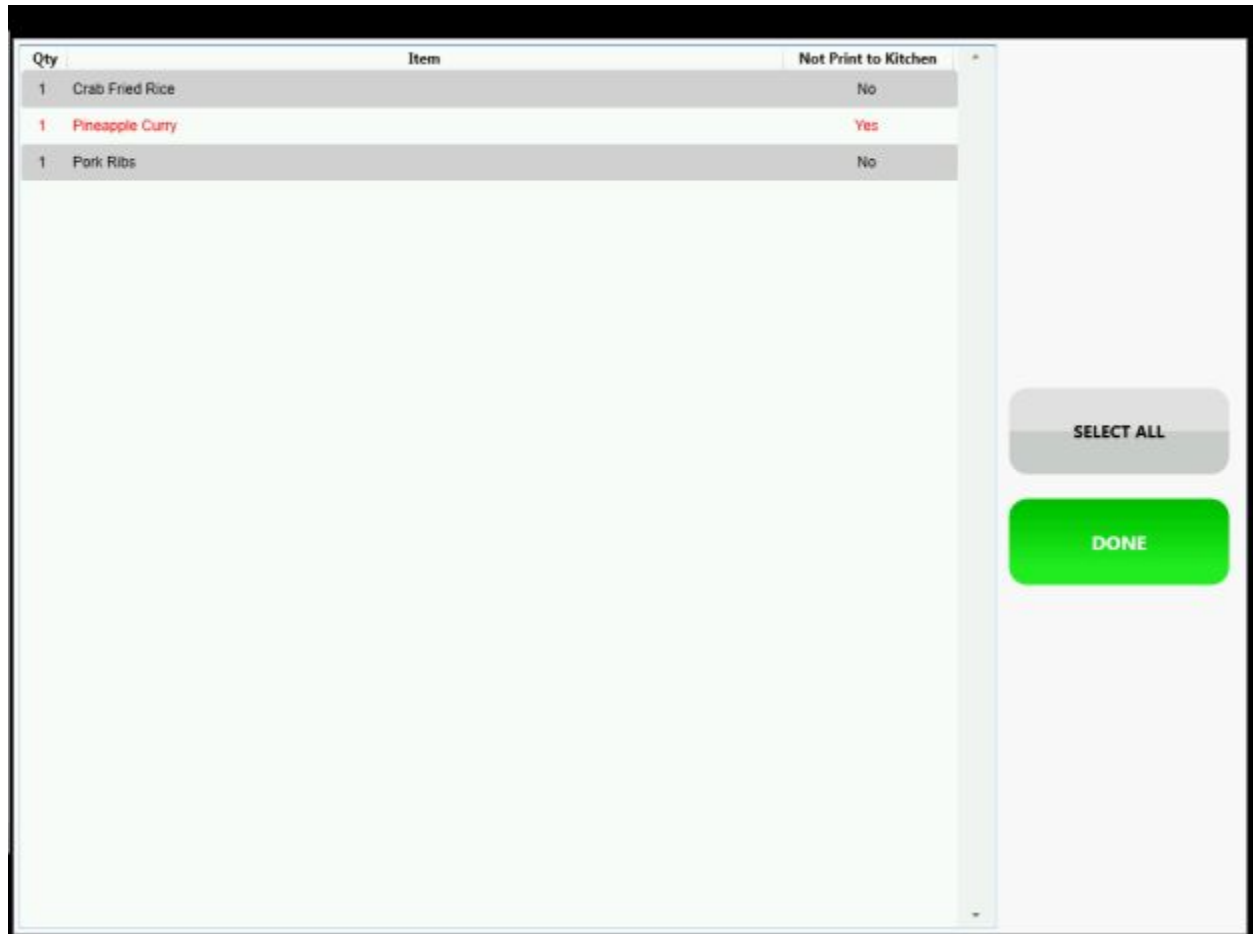 Qty Item Not Print to Kitchen
1 Crab Fried Rice No
1 Pineapple Curry Yes
1 Pork Ribs No
SELECT ALL
DONE